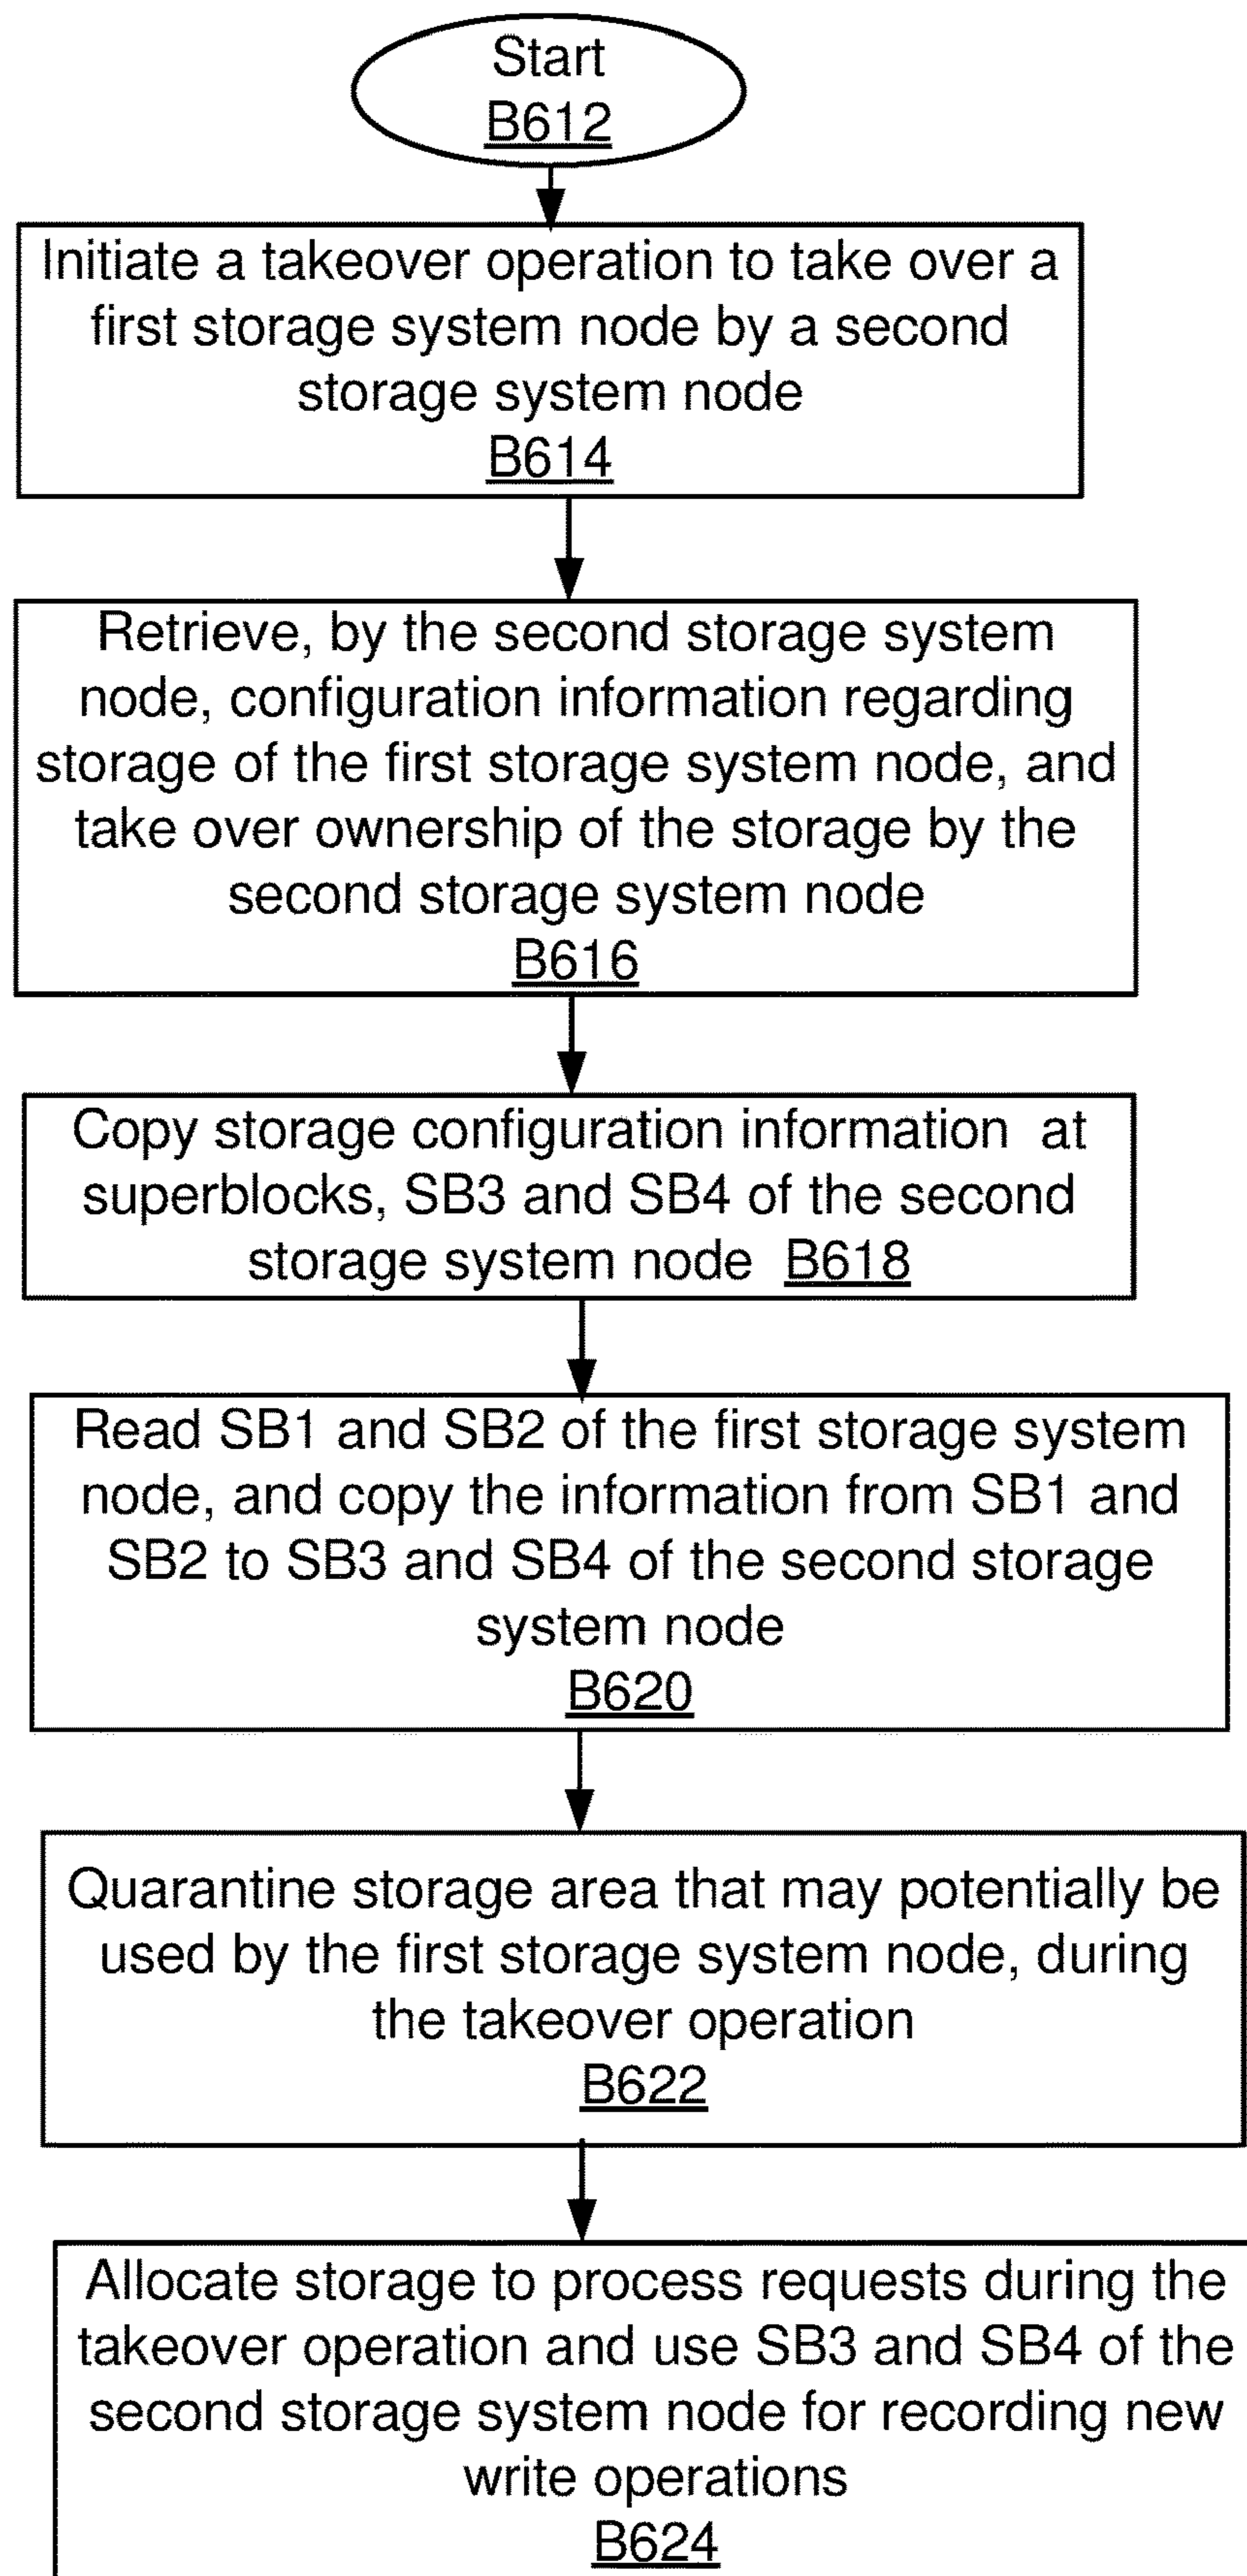 Start
B612
Initiate a takeover operation to take over a
first storage system node by a second
storage system node
B614
Retrieve, by the second storage system
node, configuration information regarding
storage of the first storage system node, and
take over ownership of the storage by the
second storage system node
B616
Copy storage configuration information  at
superblocks, SB3 and SB4 of the second
storage system node  B618
Read SB1 and SB2 of the first storage system
node, and copy the information from SB1 and
SB2 to SB3 and SB4 of the second storage
system node
B620
Quarantine storage area that may potentially be
used by the first storage system node, during
the takeover operation
B622
Allocate storage to process requests during the
takeover operation and use SB3 and SB4 of the
second storage system node for recording new
write operations
B624